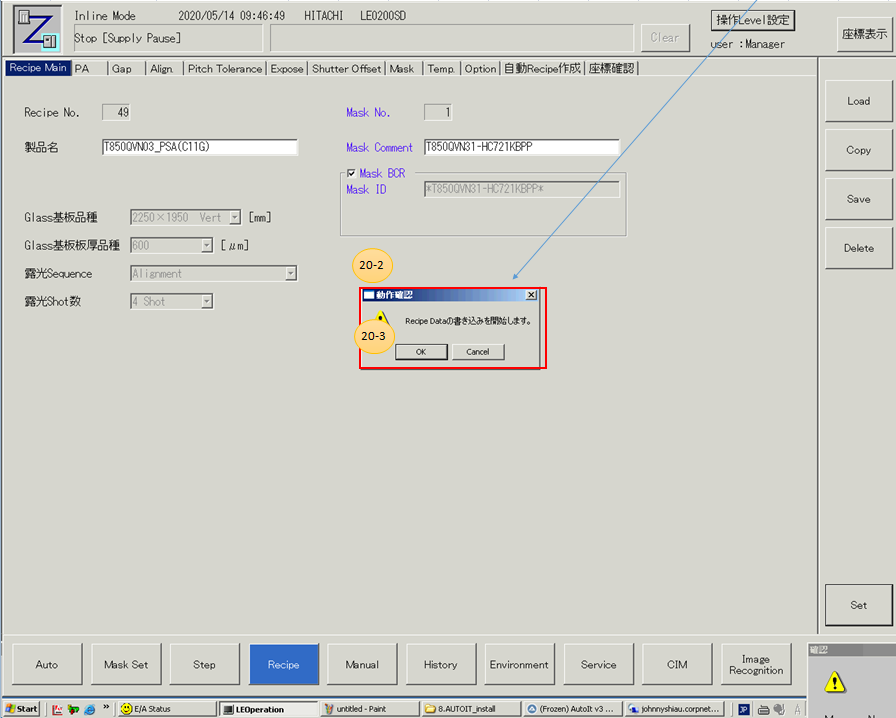 Inline Mode 2020/05/14 09:46:49 HITACHI LE0200SD
操作Level設定
Stop [Supply Pause]
Clear
user :Manager
座標表示
Recipe Main PA Gap Align Pitch Tolerance Expose Shutter Offset Mask Temp. Option 自動Recipe作成 座標確認
Load
Recipe No. 49
Mask No. 1
製品名 T850QVN03_PSA(C11G)
Mask Comment T850QVN31-HC721KBPP
Copy
Mask BCR
Mask ID *T850QVN31-HC721KBPP*
Save
Glass基板品種 2250×1950 Vert [mm]
Glass基板板厚品種 600 [μm]
Delete
露光Sequence Alignment
露光Shot数 4 Shot
20-2
動作確認
Recipe Dataの書き込みを開始します。
20-3
OK Cancel
Set
Auto Mask Set Step Recipe Manual History Environment Service CIM Image Recognition
確認
Start E/A Status LEOperation untitled - Paint 8.AUTOIT_install (Frozen) AutoIt v3 ... johnnyshiau.corpnet... JP A